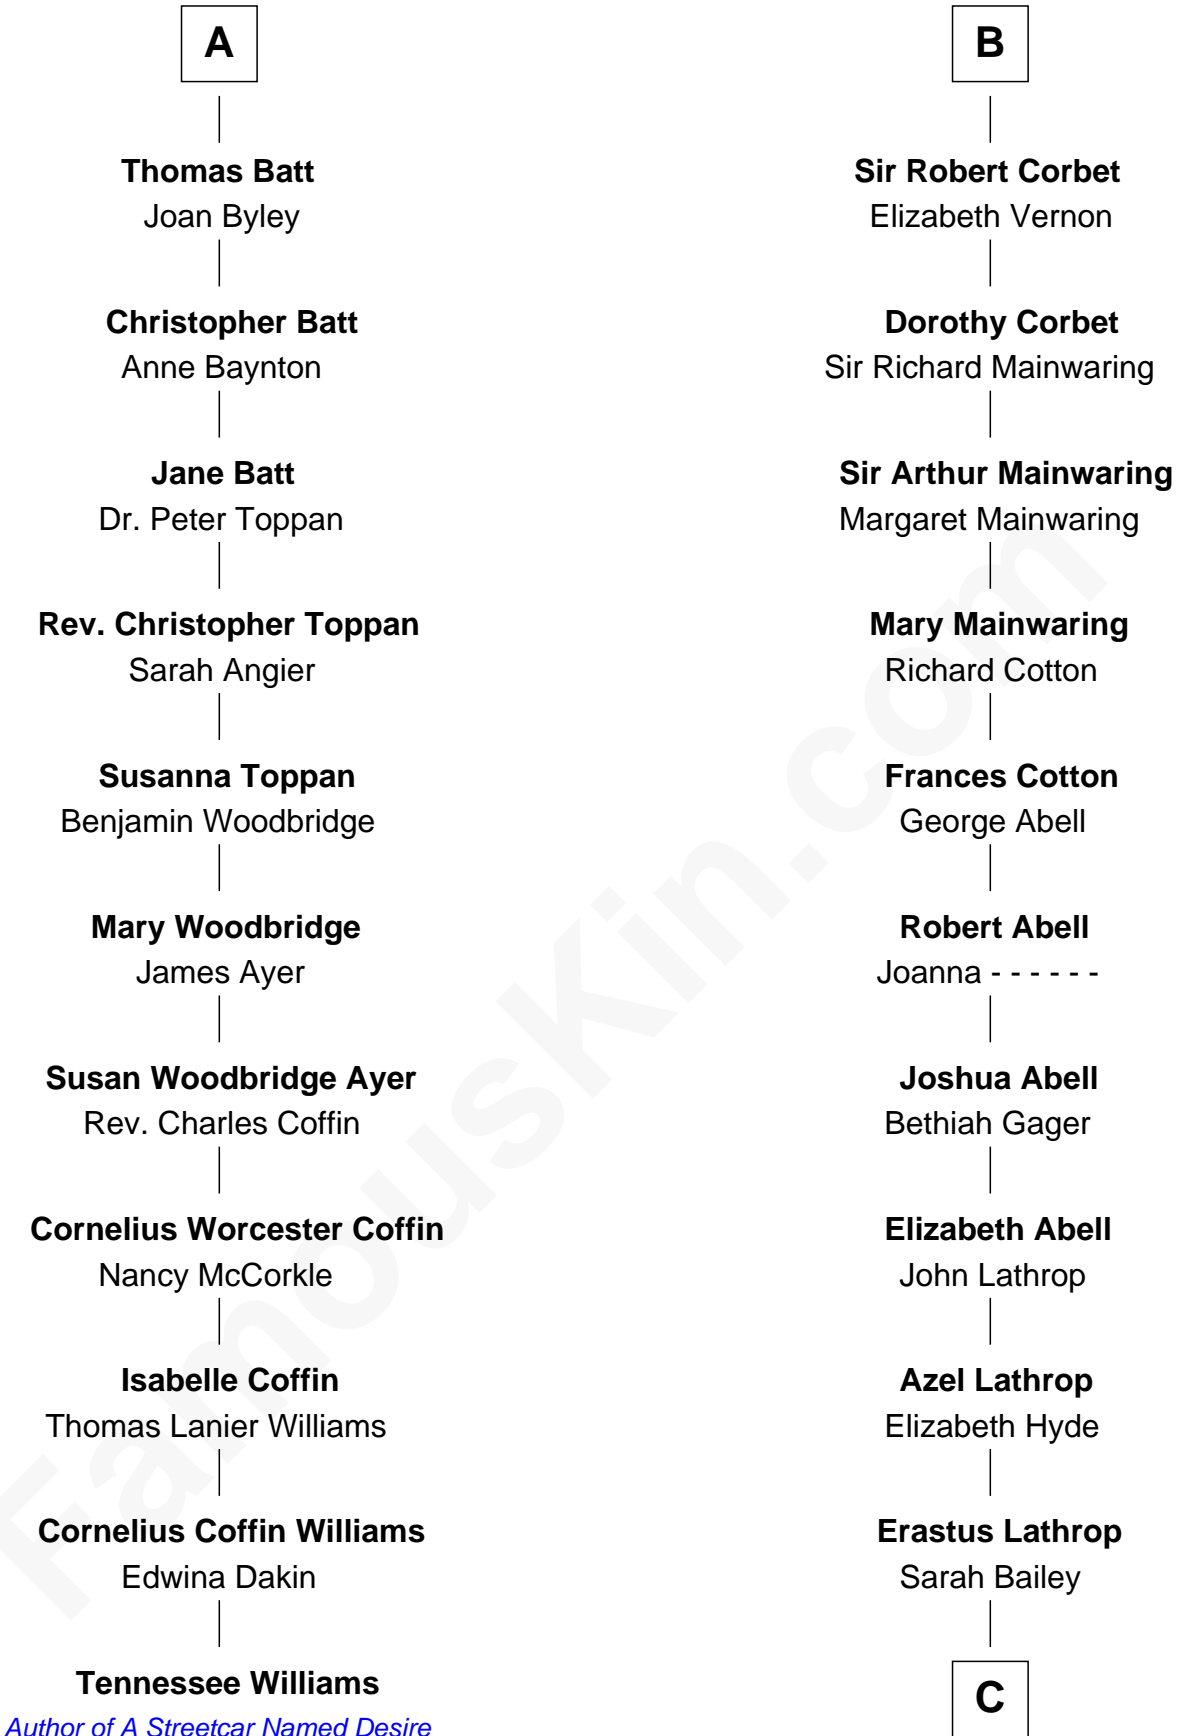 A
Thomas Batt
Joan Byley
Christopher Batt
Anne Baynton
Jane Batt
Dr. Peter Toppan
Rev. Christopher Toppan
Sarah Angier
Susanna Toppan
Benjamin Woodbridge
Mary Woodbridge
James Ayer
Susan Woodbridge Ayer
Rev. Charles Coffin
Cornelius Worcester Coffin
Nancy McCorkle
Isabelle Coffin
Thomas Lanier Williams
Cornelius Coffin Williams
Edwina Dakin
Tennessee Williams
Author of A Streetcar Named Desire
B
Sir Robert Corbet
Elizabeth Vernon
Dorothy Corbet
Sir Richard Mainwaring
Sir Arthur Mainwaring
Margaret Mainwaring
Mary Mainwaring
Richard Cotton
Frances Cotton
George Abell
Robert Abell
Joanna - - - - - -
Joshua Abell
Bethiah Gager
Elizabeth Abell
John Lathrop
Azel Lathrop
Elizabeth Hyde
Erastus Lathrop
Sarah Bailey
C
FamousKin.com